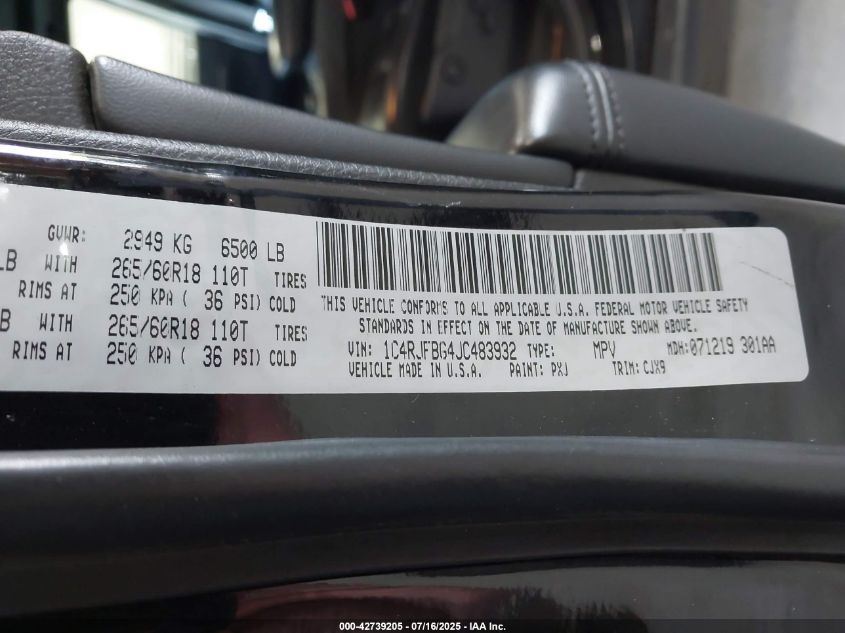 GVWR: 2949 KG 6500 LB
LB WITH 265/60R18 110T TIRES
RIMS AT 250 KPA ( 36 PSI) COLD
B WITH 265/60R18 110T TIRES
RIMS AT 250 KPA ( 36 PSI) COLD
THIS VEHICLE CONFORMS TO ALL APPLICABLE U.S.A. FEDERAL MOTOR VEHICLE SAFETY
STANDARDS IN EFFECT ON THE DATE OF MANUFACTURE SHOWN ABOVE.
VIN: 1C4RJFBG4JC483932 TYPE: MPV MDH:071219 301AA
VEHICLE MADE IN U.S.A. PAINT: PXJ TRIM: CJX9
000-42739205 - 07/16/2025 - IAA Inc.